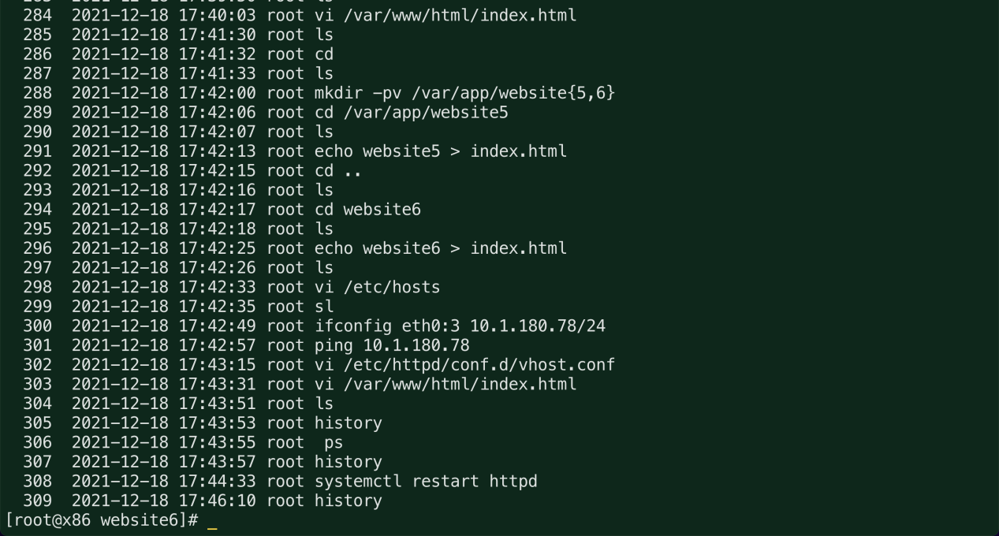 284  2021-12-18 17:40:03 root vi /var/www/html/index.html
285  2021-12-18 17:41:30 root ls
286  2021-12-18 17:41:32 root cd
287  2021-12-18 17:41:33 root ls
288  2021-12-18 17:42:00 root mkdir -pv /var/app/website{5,6}
289  2021-12-18 17:42:06 root cd /var/app/website5
290  2021-12-18 17:42:07 root ls
291  2021-12-18 17:42:13 root echo website5 > index.html
292  2021-12-18 17:42:15 root cd ..
293  2021-12-18 17:42:16 root ls
294  2021-12-18 17:42:17 root cd website6
295  2021-12-18 17:42:18 root ls
296  2021-12-18 17:42:25 root echo website6 > index.html
297  2021-12-18 17:42:26 root ls
298  2021-12-18 17:42:33 root vi /etc/hosts
299  2021-12-18 17:42:35 root sl
300  2021-12-18 17:42:49 root ifconfig eth0:3 10.1.180.78/24
301  2021-12-18 17:42:57 root ping 10.1.180.78
302  2021-12-18 17:43:15 root vi /etc/httpd/conf.d/vhost.conf
303  2021-12-18 17:43:31 root vi /var/www/html/index.html
304  2021-12-18 17:43:51 root ls
305  2021-12-18 17:43:53 root history
306  2021-12-18 17:43:55 root  ps
307  2021-12-18 17:43:57 root history
308  2021-12-18 17:44:33 root systemctl restart httpd
309  2021-12-18 17:46:10 root history
[root@x86 website6]# _